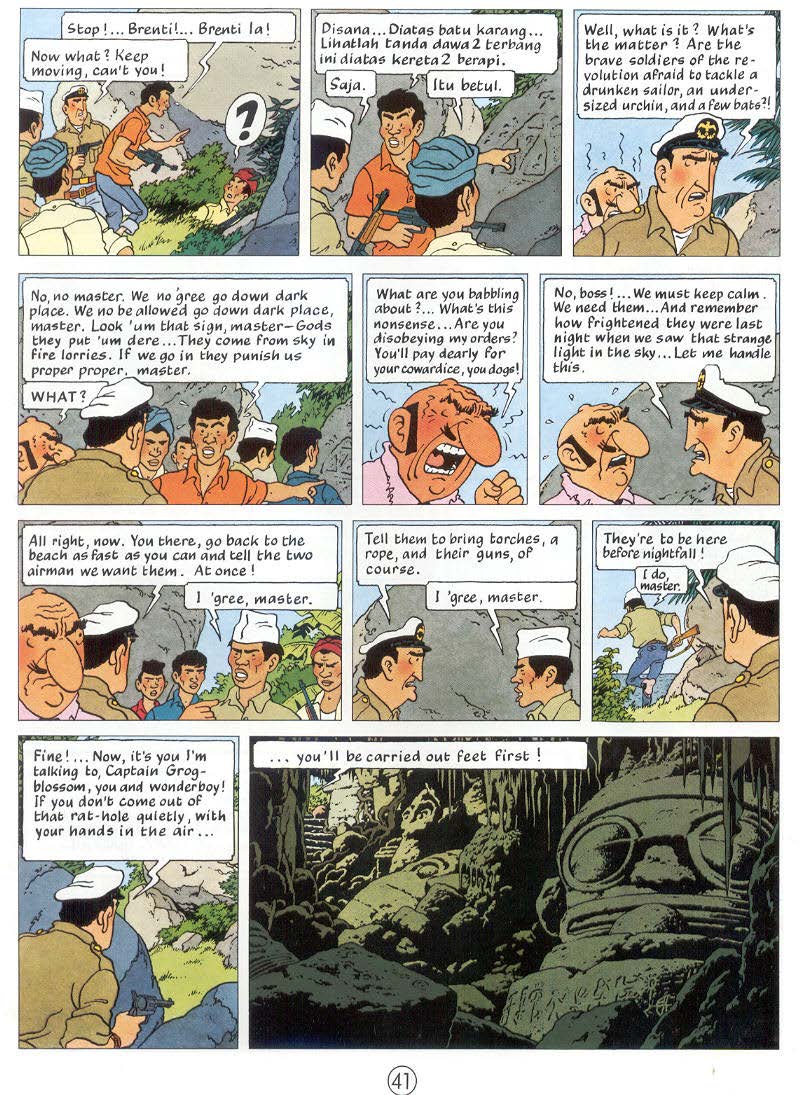 Stop!... Brenti!... Brenti la!
Now what? Keep
moving, can't you!
?
Disana... Diatas batu karang...
Lihatlah tanda dawa2 terbang
ini diatas kereta2 berapi.
Saja.
Itu betul.
Well, what is it? What's
the matter? Are the
brave soldiers of the re-
volution afraid to tackle a
drunken sailor, an under-
sized urchin, and a few bats?!
No, no master. We no 'gree go down dark
place. We no be allowed go down dark place,
master. Look 'um that sign, master-Gods
they put 'um dere... They come from sky in
fire lorries. If we go in they punish us
proper proper, master.
WHAT?
What are you babbling
about?... What's this
nonsense... Are you
disobeying my orders?
You'll pay dearly for
your cowardice, you dogs!
No, boss!... We must keep calm.
We need them... And remember
how frightened they were last
night when we saw that strange
light in the sky... Let me handle
this.
All right, now. You there, go back to the
beach as fast as you can and tell the two
airman we want them. At once!
I 'gree, master.
Tell them to bring torches, a
rope, and their guns, of
course.
I 'gree, master.
They're to be here
before nightfall!
I do,
master.
Fine!... Now, it's you I'm
talking to, Captain Grog-
blossom, you and wonderboy!
If you don't come out of
that rat-hole quietly, with
your hands in the air...
... you'll be carried out feet first!
41